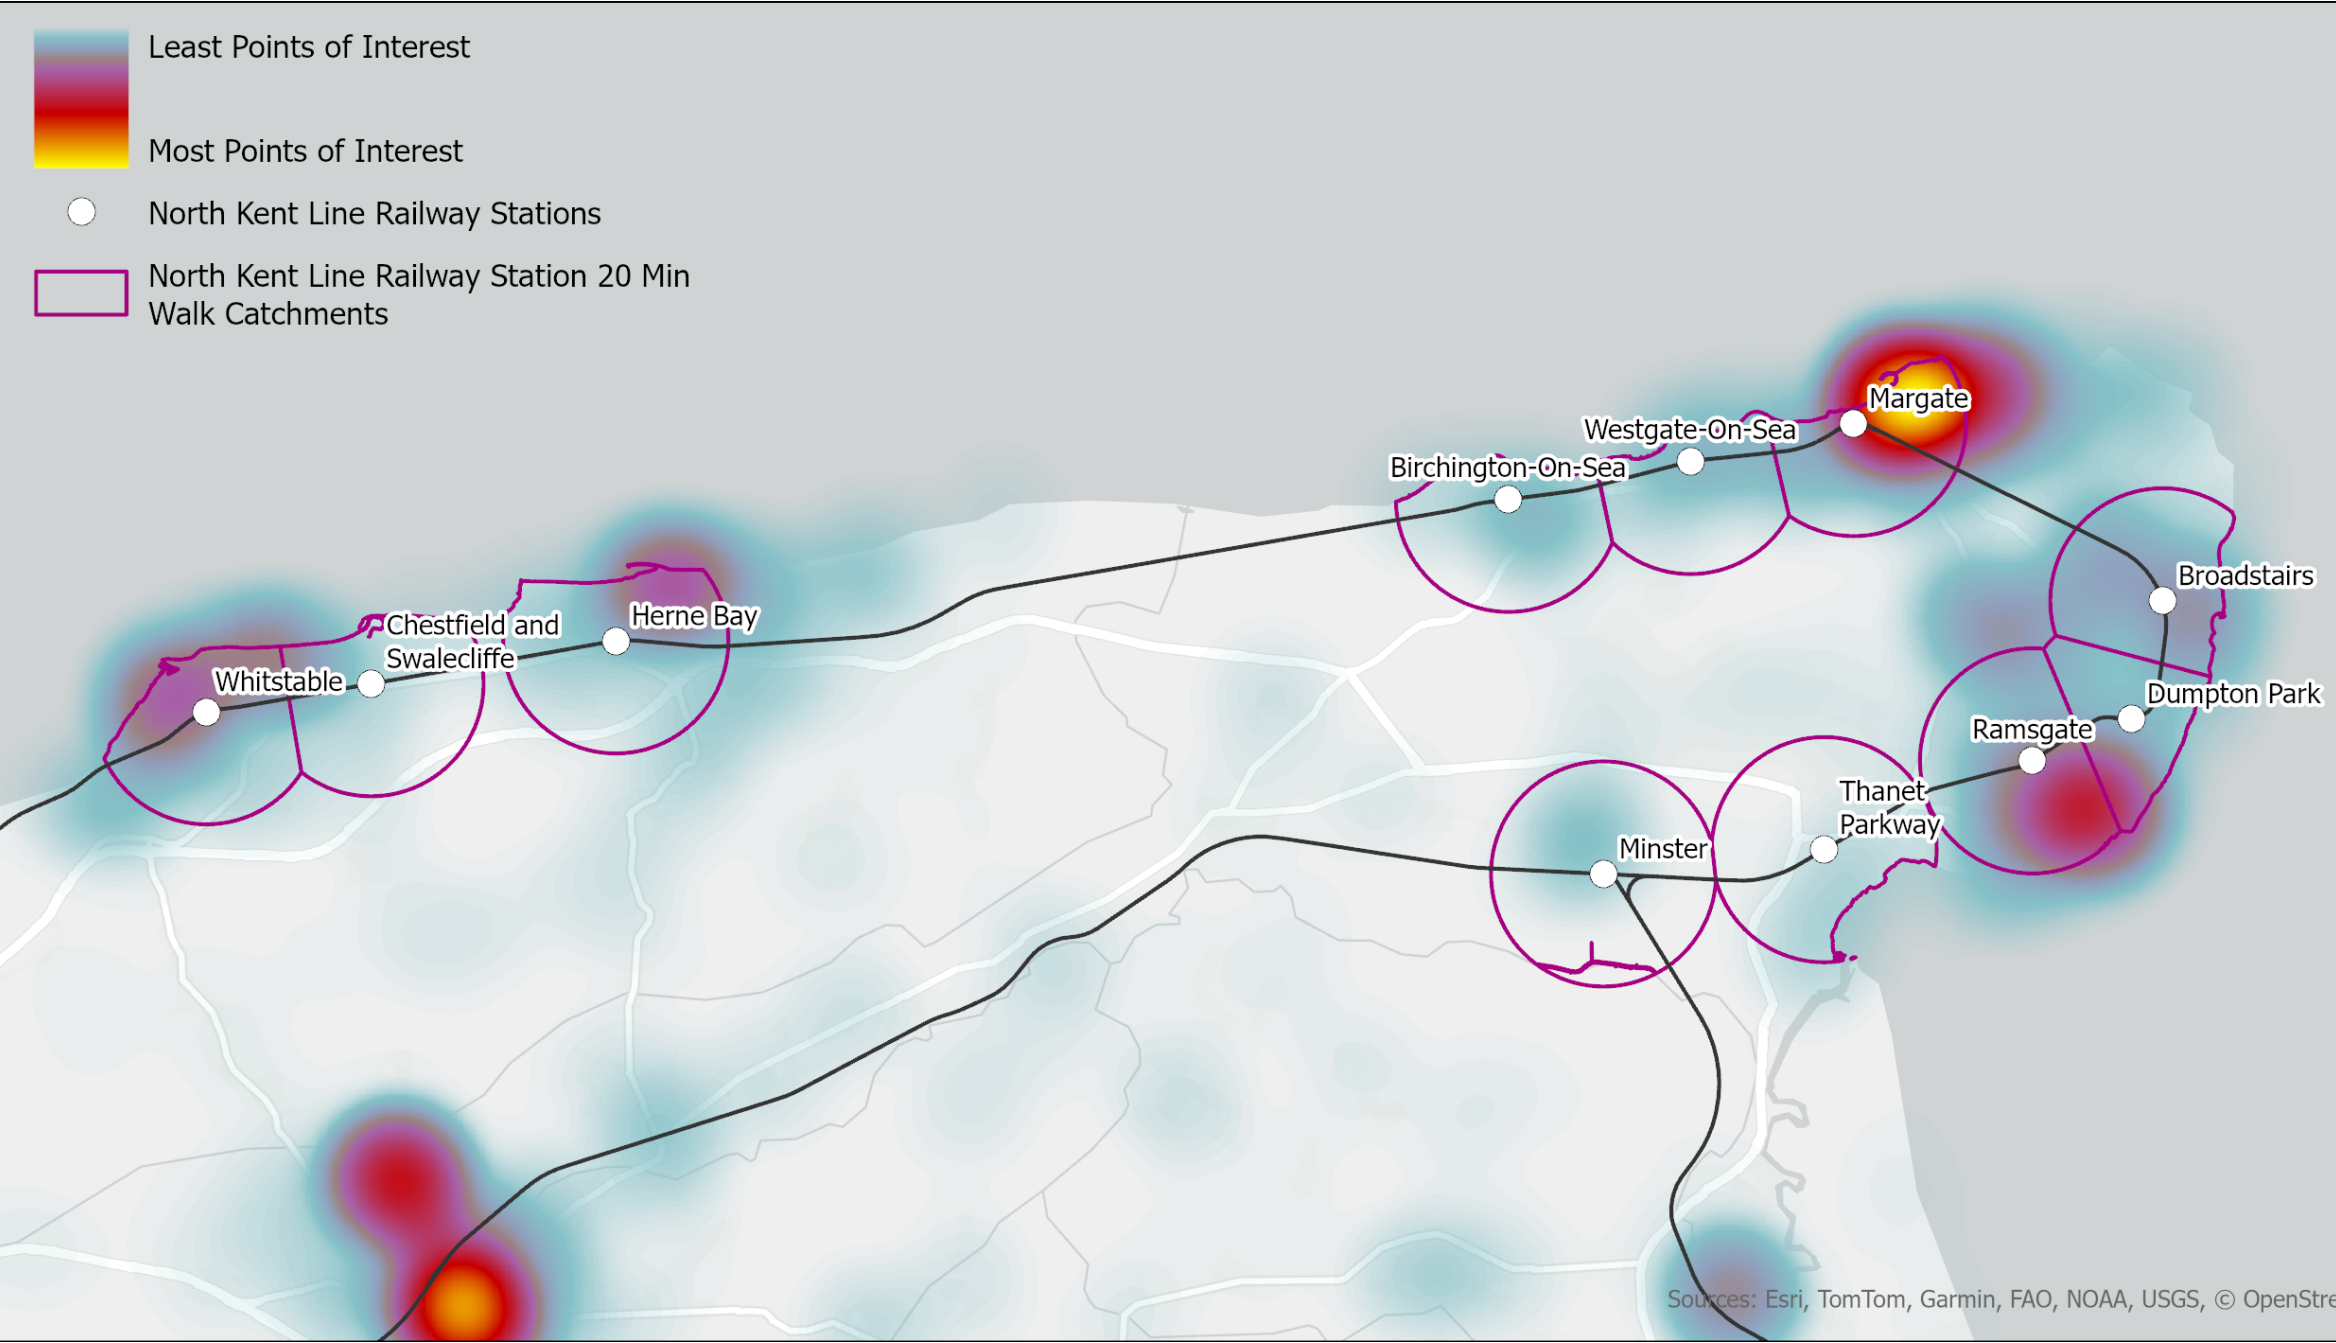 Least Points of Interest
Most Points of Interest
North Kent Line Railway Stations
North Kent Line Railway Station 20 Min
Walk Catchments
Margate
Westgate-On-Sea
Birchington-On-Sea
Broadstairs
Herne Bay
Chestfield and
Swalecliffe
Whitstable
Dumpton Park
Ramsgate
Thanet
Parkway
Minster
Sources: Esri, TomTom, Garmin, FAO, NOAA, USGS, © OpenStre